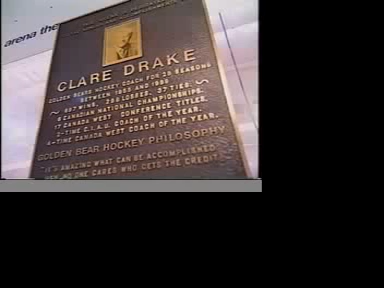 arena the
CLARE DRAKE
GOLDEN BEARS HOCKEY COACH FOR 28 SEASONS
BETWEEN 1955 AND 1989
~ 697 WINS, 296 LOSSES, 37 TIES. ~
6 CANADIAN NATIONAL CHAMPIONSHIPS.
17 CANADA WEST CONFERENCE TITLES.
2-TIME C.I.A.U. COACH OF THE YEAR.
4-TIME CANADA WEST COACH OF THE YEAR.
GOLDEN BEAR HOCKEY PHILOSOPHY
"IT'S AMAZING WHAT CAN BE ACCOMPLISHED
WHEN NO ONE CARES WHO GETS THE CREDIT